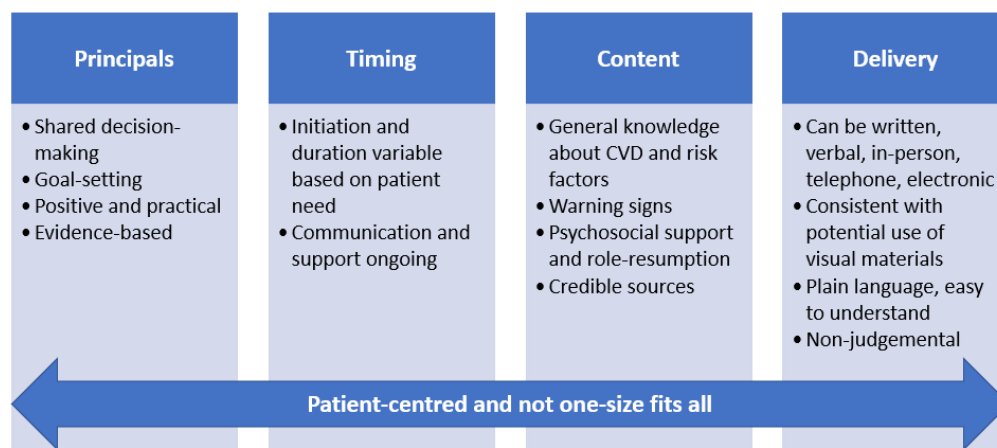 Principals
• Shared decision-
making
• Goal-setting
• Positive and practical
• Evidence-based
Timing
• Initiation and
duration variable
based on patient
need
• Communication and
support ongoing
Content
• General knowledge
about CVD and risk
factors
• Warning signs
• Psychosocial support
and role-resumption
• Credible sources
Delivery
• Can be written,
verbal, in-person,
telephone, electronic
• Consistent with
potential use of
visual materials
• Plain language, easy
to understand
• Non-judgemental
Patient-centred and not one-size fits all